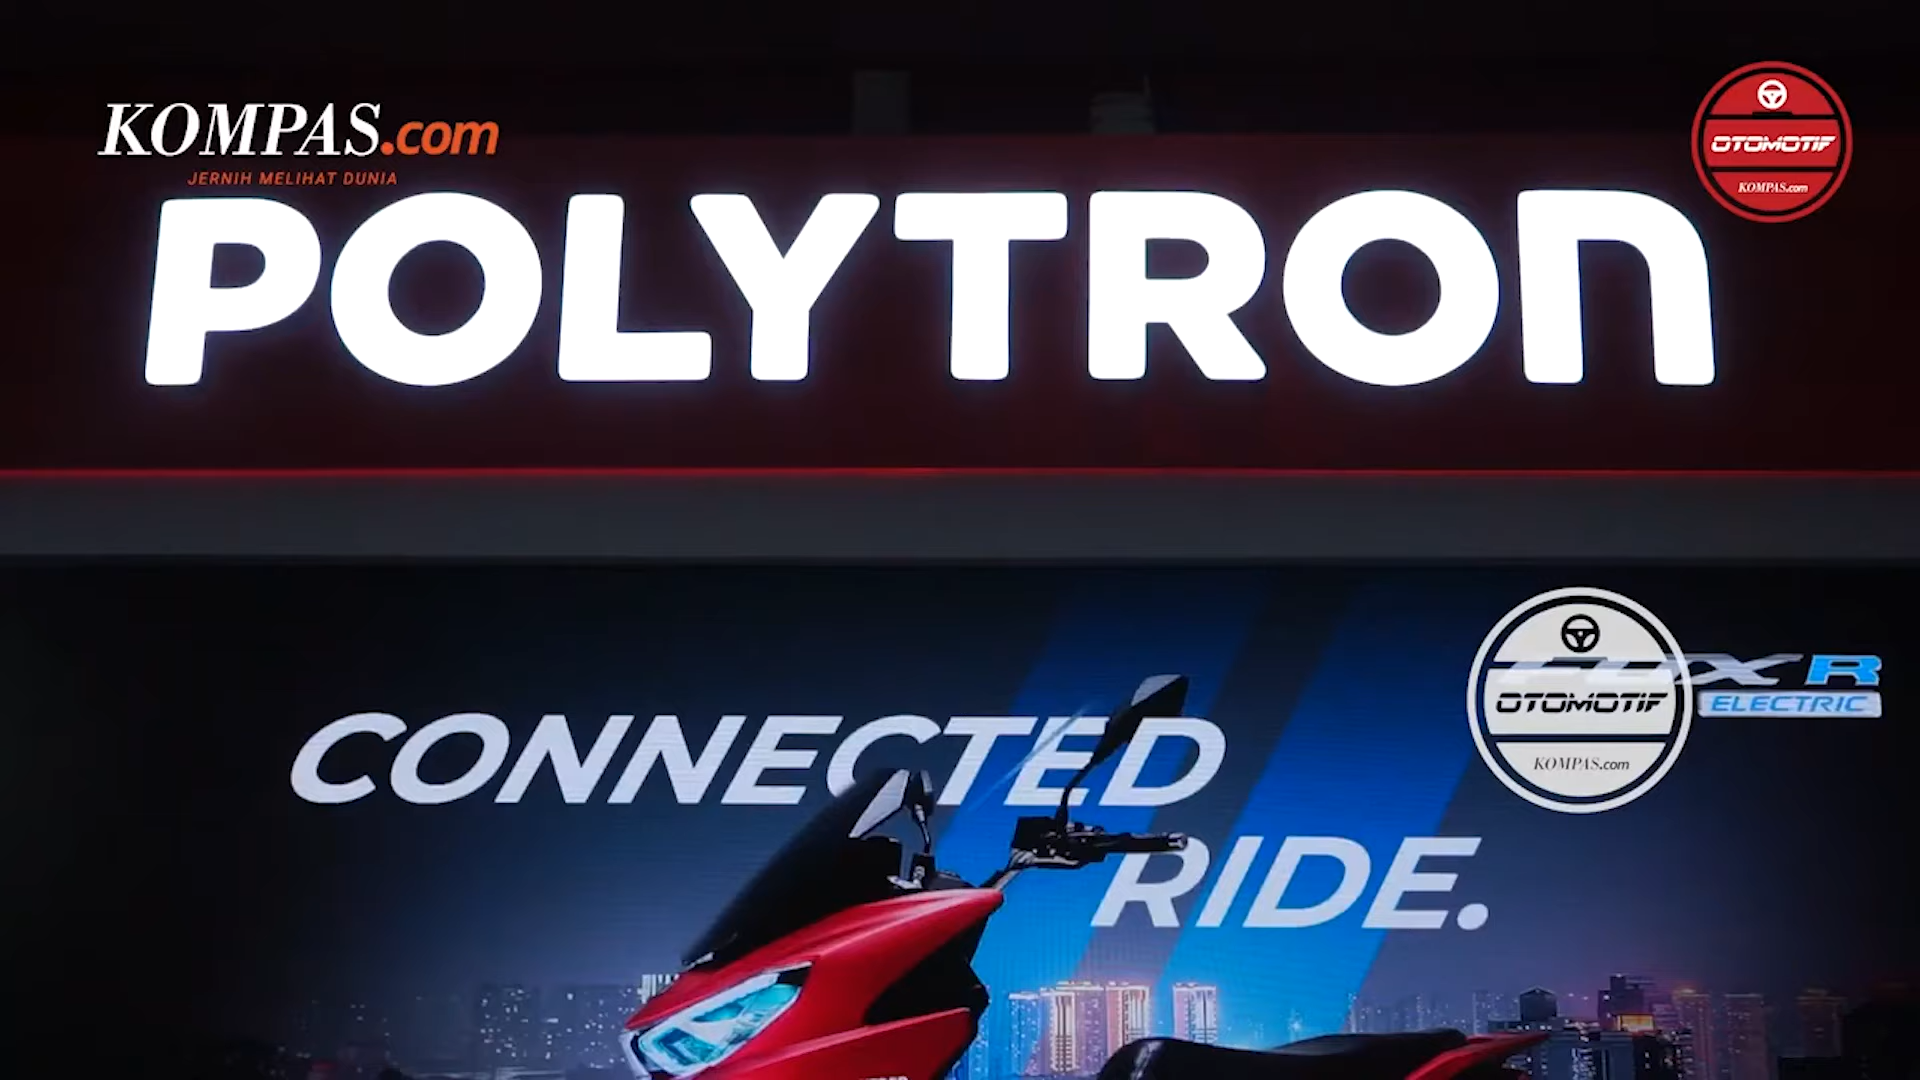 KOMPAS.com
JERNIH MELIHAT DUNIA
OTOMOTIF
KOMPAS.com
POLYTRON
CONNECTED
RIDE.
OTOMOTIF
KOMPAS.com
R
ELECTRIC